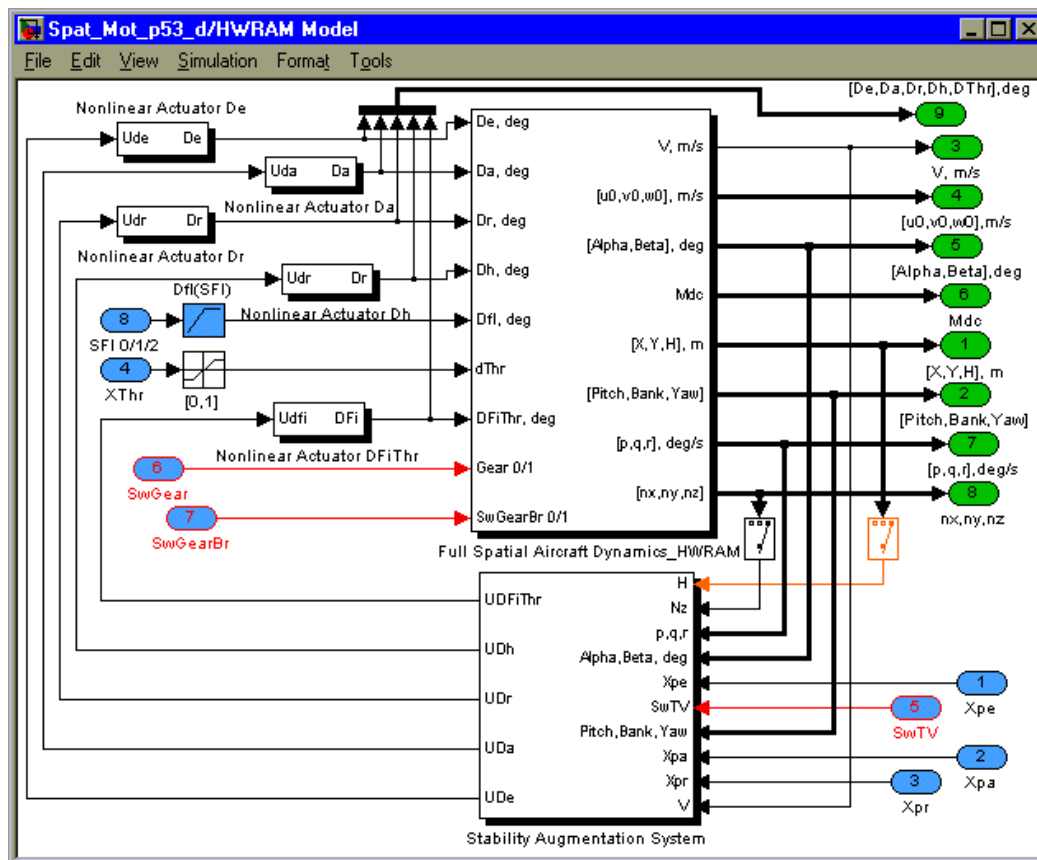 Spat_Mot_p53_d/HWRAM Model
File Edit View Simulation Format Tools
[De,Da,Dr,Dh,DThr],deg
9
Nonlinear Actuator De
Ude De
De, deg
V, m/s
3
V, m/s
Uda Da
Da, deg
Nonlinear Actuator Da
[u0,v0,w0], m/s
4
[u0,v0,w0],m/s
Udr Dr
Dr, deg
Nonlinear Actuator Dr
[Alpha,Beta], deg
5
[Alpha,Beta],deg
Udr Dr
Dh, deg
Nonlinear Actuator Dh
Mdc
6
Mdc
Dfl(SFl)
8
SFl 0/1/2
Dfl, deg
[X,Y,H], m
1
[X,Y,H], m
4
XThr
[0,1]
dThr
[Pitch,Bank,Yaw]
2
[Pitch,Bank,Yaw]
Udfi DFi
DFiThr, deg
Nonlinear Actuator DFiThr
[p,q,r], deg/s
7
[p,q,r],deg/s
6
SwGear
Gear 0/1
[nx,ny,nz]
8
nx,ny,nz
7
SwGearBr
SwGearBr 0/1
Full Spatial Aircraft Dynamics_HWRAM
H
UDFiThr
Nz
p,q,r
UDh
Alpha,Beta, deg
Xpe
1
Xpe
UDr
SwTV
5
SwTV
Pitch,Bank,Yaw
UDa
Xpa
2
Xpa
Xpr
3
Xpr
UDe
V
Stability Augmentation System